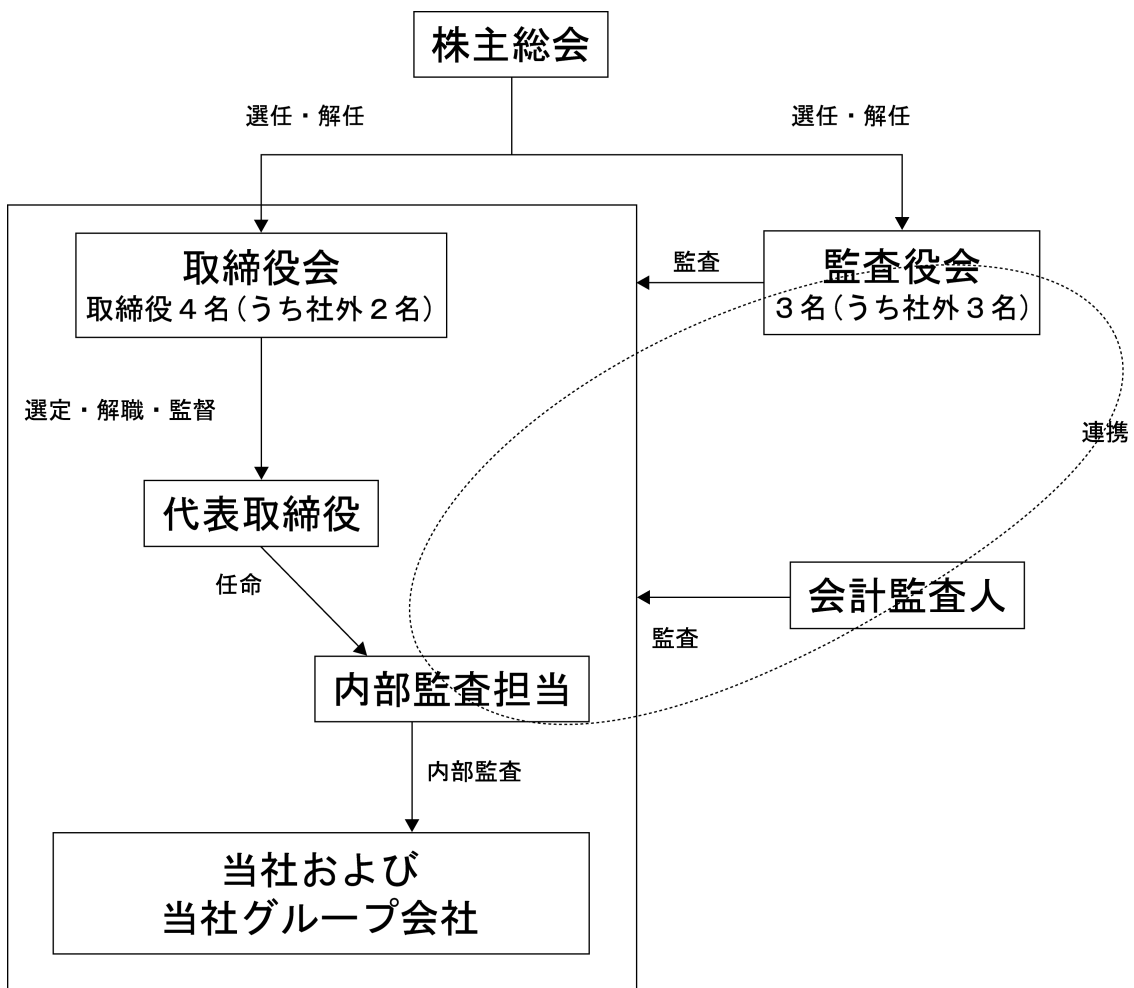 株主総会
選任・解任
選任・解任
取締役会
取締役4名(うち社外2名)
監査
監査役会
3名(うち社外3名)
選定・解職・監督
連携
代表取締役
任命
会計監査人
監査
内部監査担当
内部監査
当社および
当社グループ会社